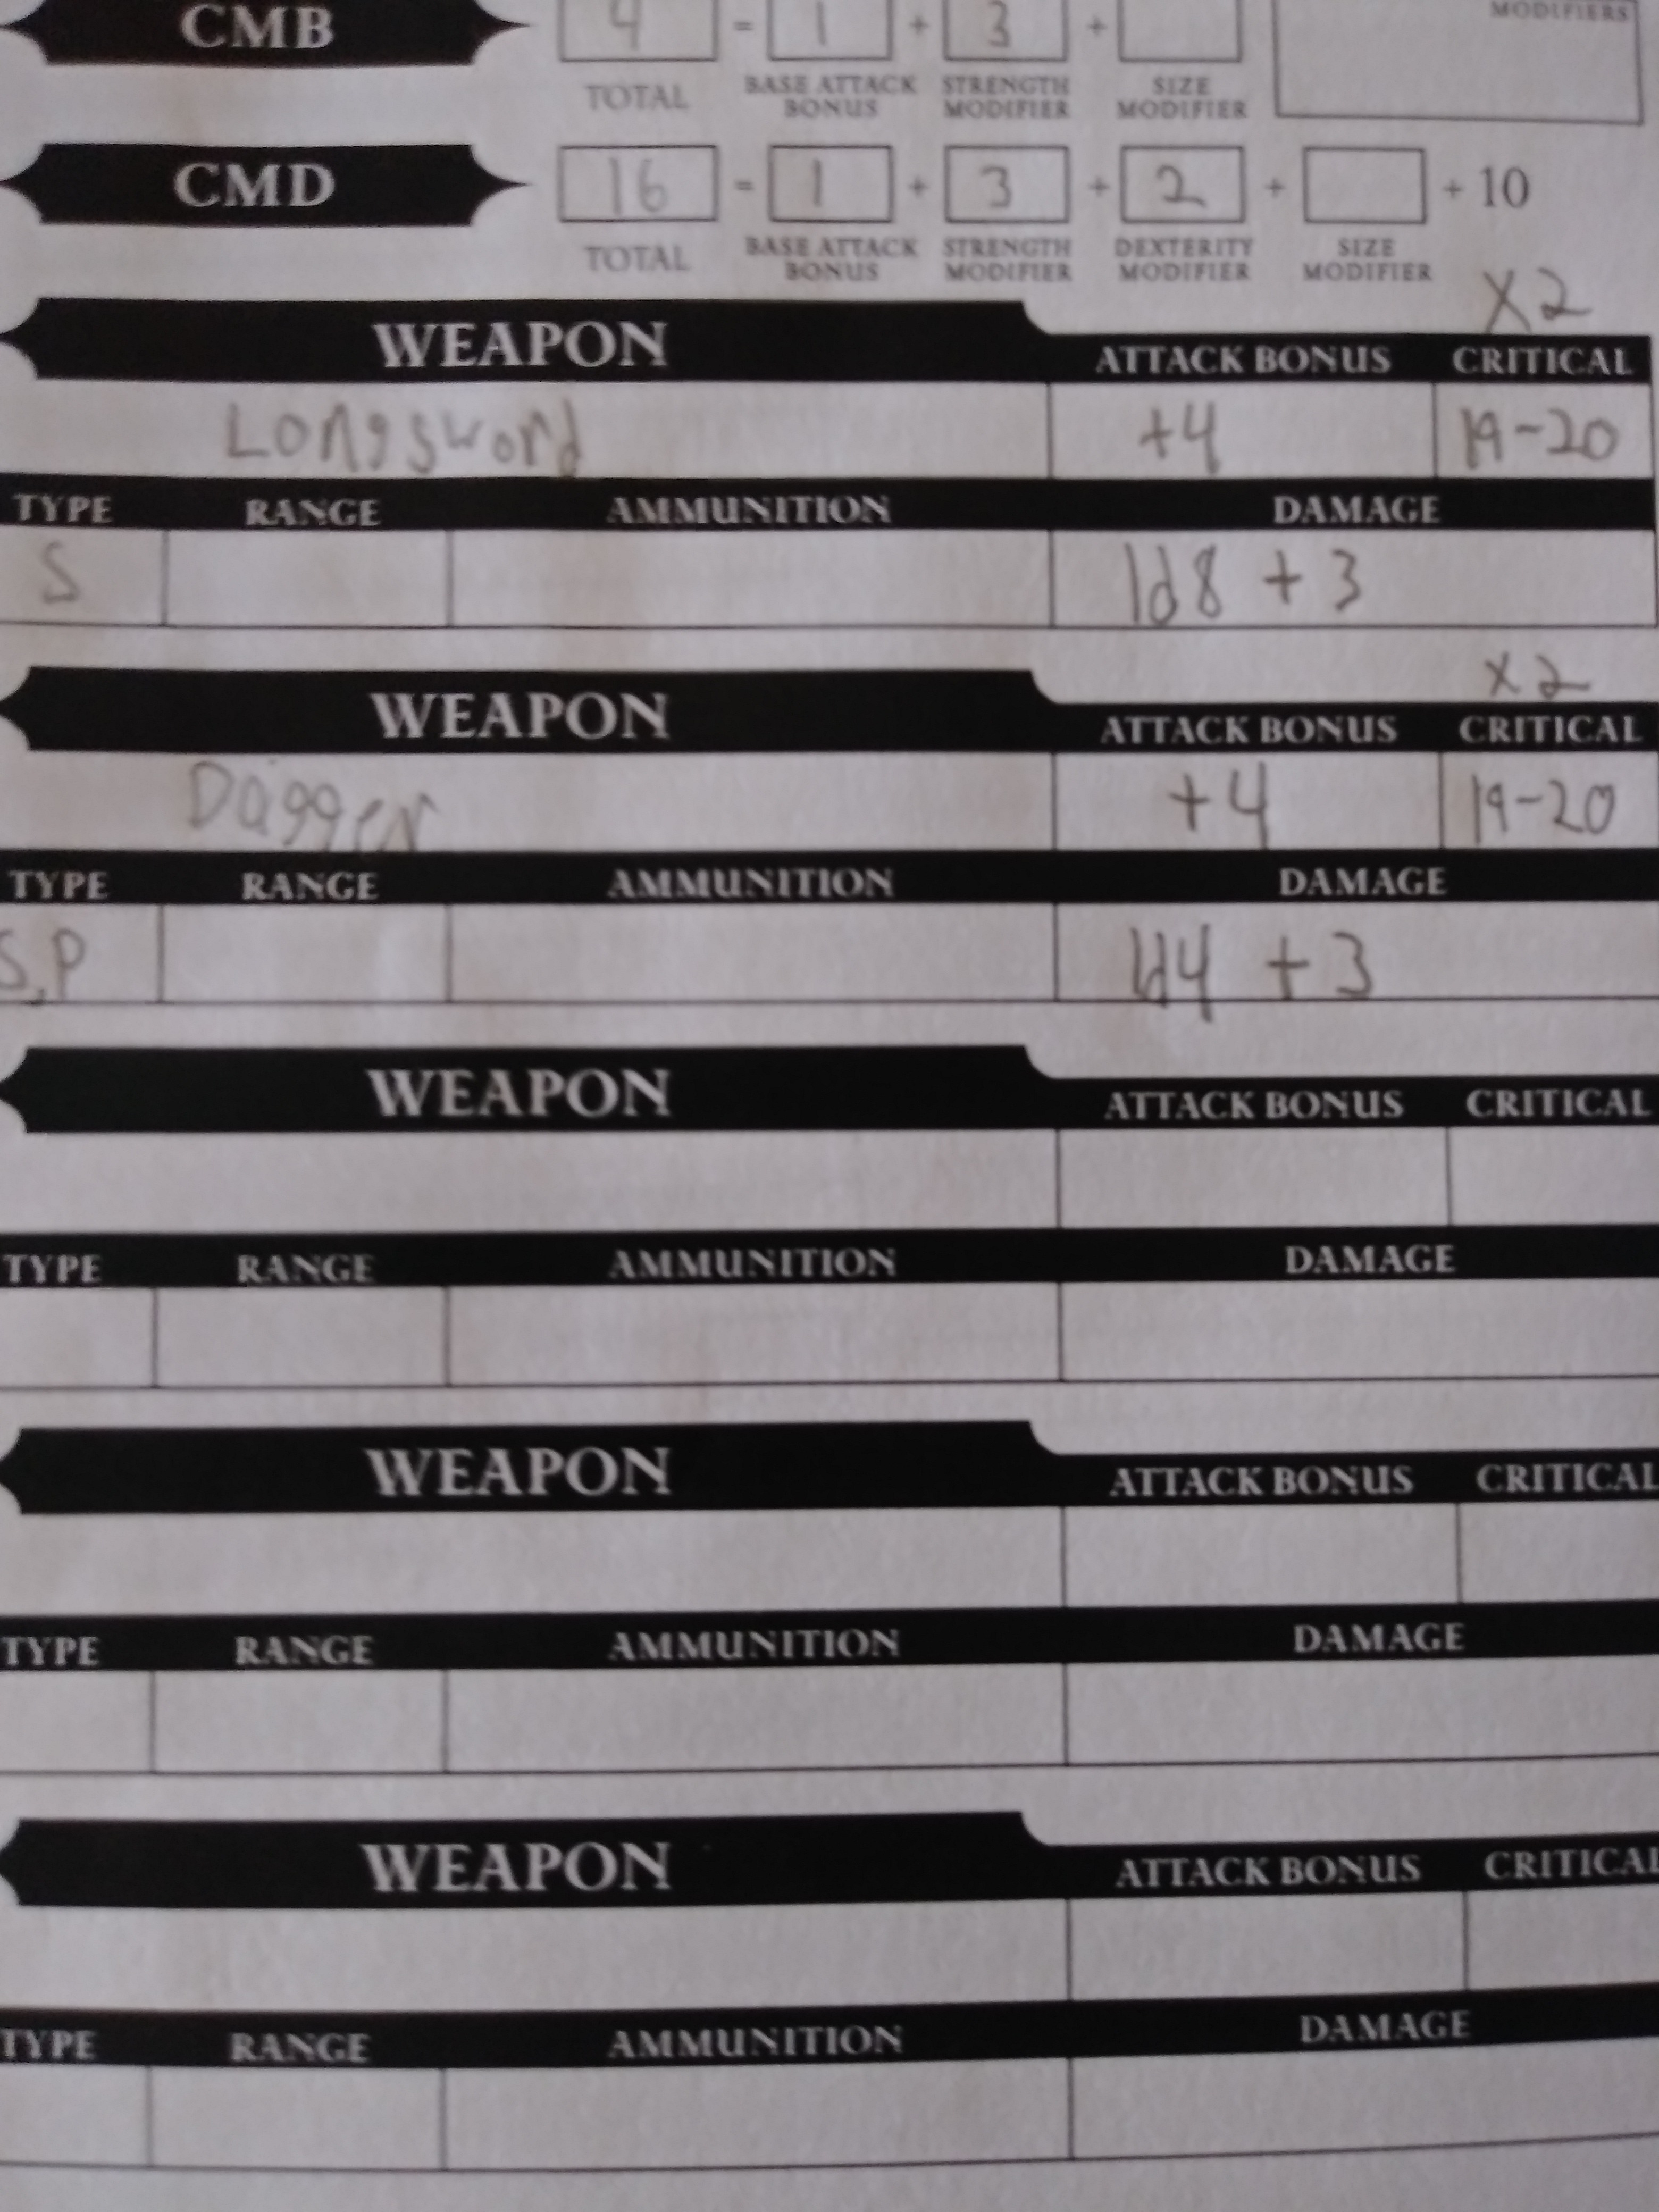 CMB 4 = 1 + 3 +
MODIFIERS
TOTAL BASE ATTACK BONUS STRENGTH MODIFIER SIZE MODIFIER
CMD 16 = 1 + 3 + 2 + + 10
TOTAL BASE ATTACK BONUS STRENGTH MODIFIER DEXTERITY MODIFIER SIZE MODIFIER
X2
WEAPON ATTACK BONUS CRITICAL
Longsword +4 19-20
TYPE RANGE AMMUNITION DAMAGE
S 1d8 + 3
X2
WEAPON ATTACK BONUS CRITICAL
Dagger +4 19-20
TYPE RANGE AMMUNITION DAMAGE
S,P 1d4 + 3
WEAPON ATTACK BONUS CRITICAL
TYPE RANGE AMMUNITION DAMAGE
WEAPON ATTACK BONUS CRITICAL
TYPE RANGE AMMUNITION DAMAGE
WEAPON ATTACK BONUS CRITICAL
TYPE RANGE AMMUNITION DAMAGE